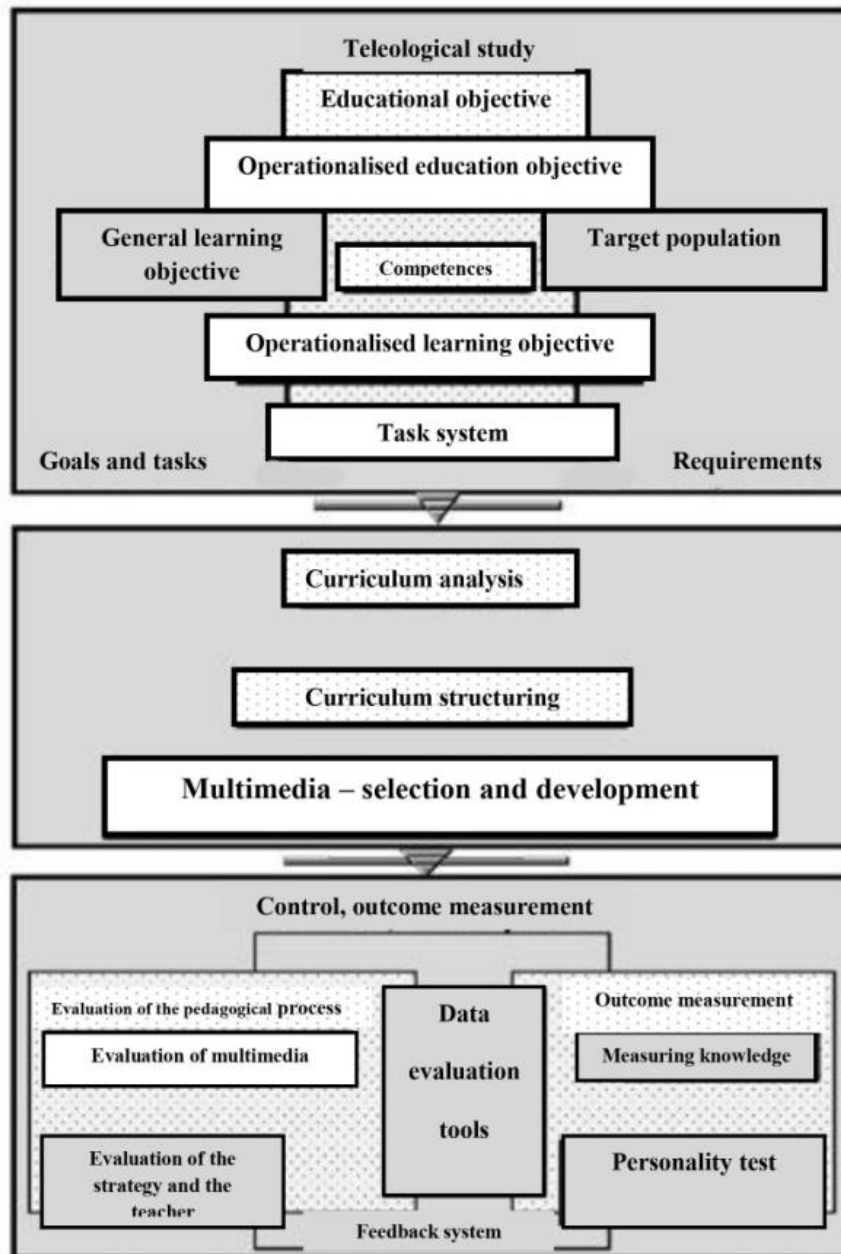 Teleological study
Educational objective
Operationalised education objective
General learning
objective
Target population
Competences
Operationalised learning objective
Task system
Goals and tasks
Requirements
Curriculum analysis
Curriculum structuring
Multimedia – selection and development
Control, outcome measurement
Evaluation of the pedagogical process
Evaluation of multimedia
Evaluation of the
strategy and the
teacher
Data
evaluation
tools
Outcome measurement
Measuring knowledge
Personality test
Feedback system